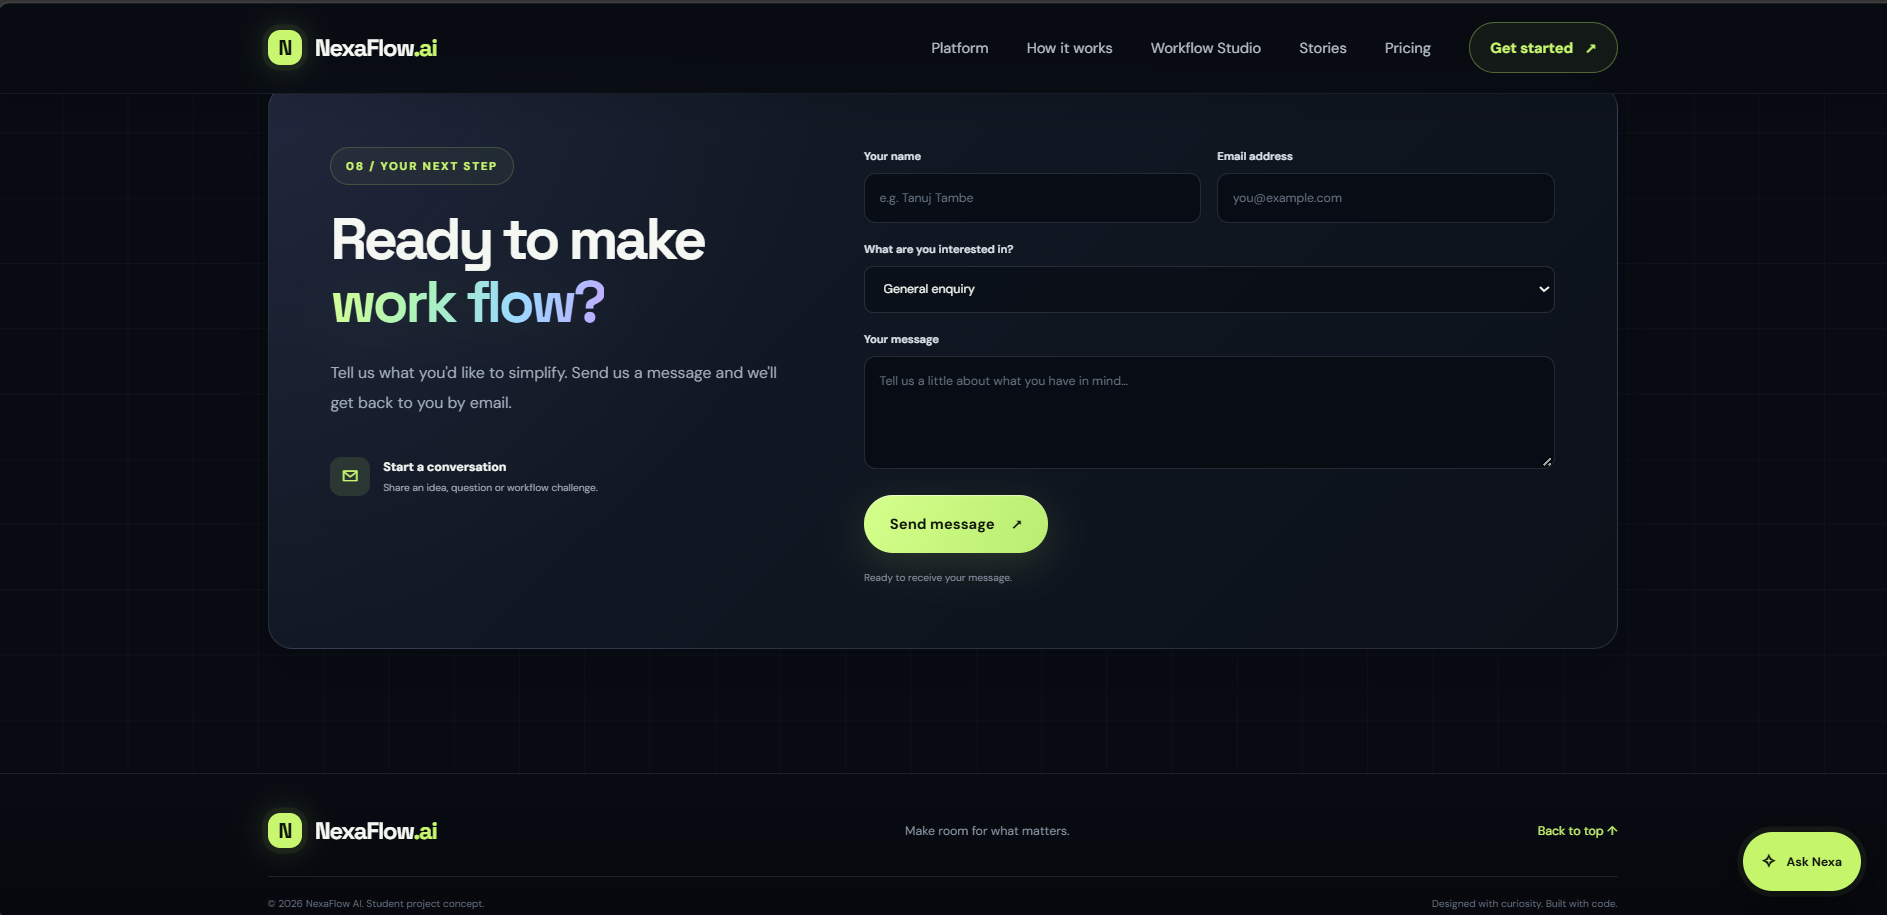 N NexaFlow.ai
Platform How it works Workflow Studio Stories Pricing Get started ↗
08 / YOUR NEXT STEP
Ready to make
work flow?
Tell us what you'd like to simplify. Send us a message and we'll
get back to you by email.
Start a conversation
Share an idea, question or workflow challenge.
Your name
e.g. Tanuj Tambe
Email address
you@example.com
What are you interested in?
General enquiry
Your message
Tell us a little about what you have in mind...
Send message ↗
Ready to receive your message.
N NexaFlow.ai
Make room for what matters.
Back to top ↑
Ask Nexa
© 2026 NexaFlow AI. Student project concept.
Designed with curiosity. Built with code.